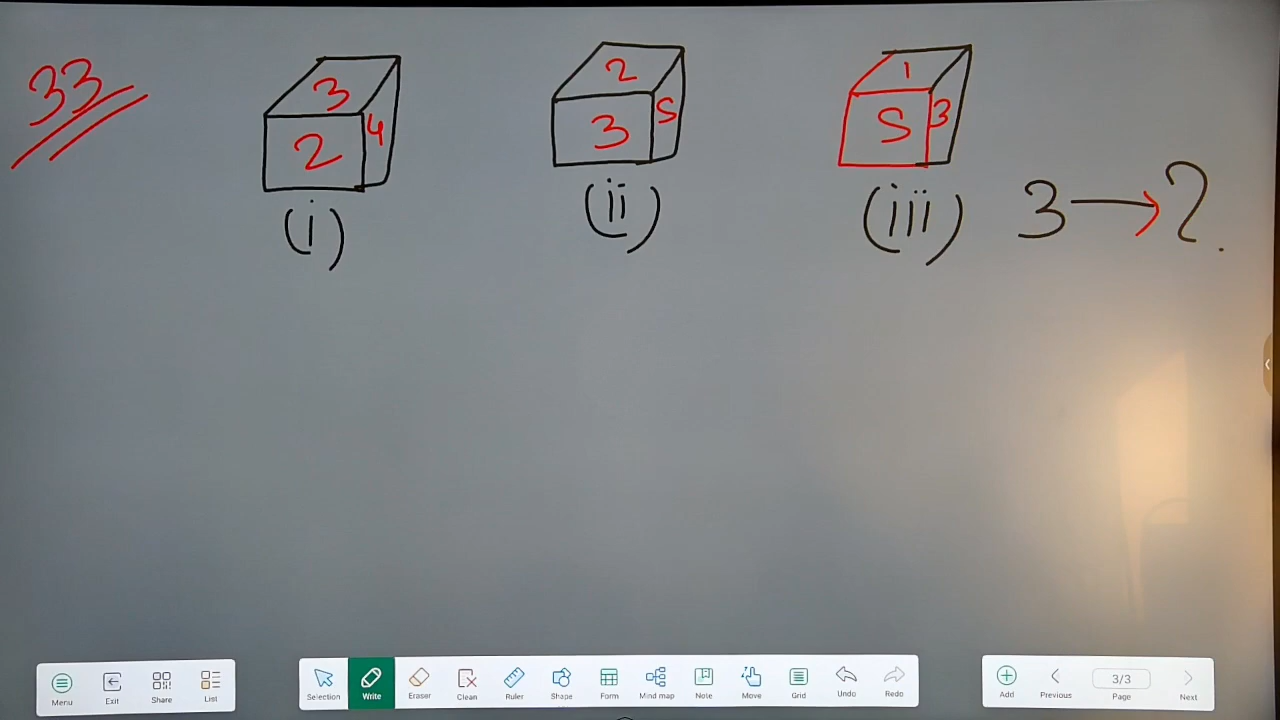 33
3
2 4
(i)
2
3 5
(ii)
1
5 3
(iii) 3 → ?
Menu Exit Share List
Selection Write Eraser Clean Ruler Shape Form Mind map Note Move Grid Undo Redo
Add Previous 3/3 Page Next